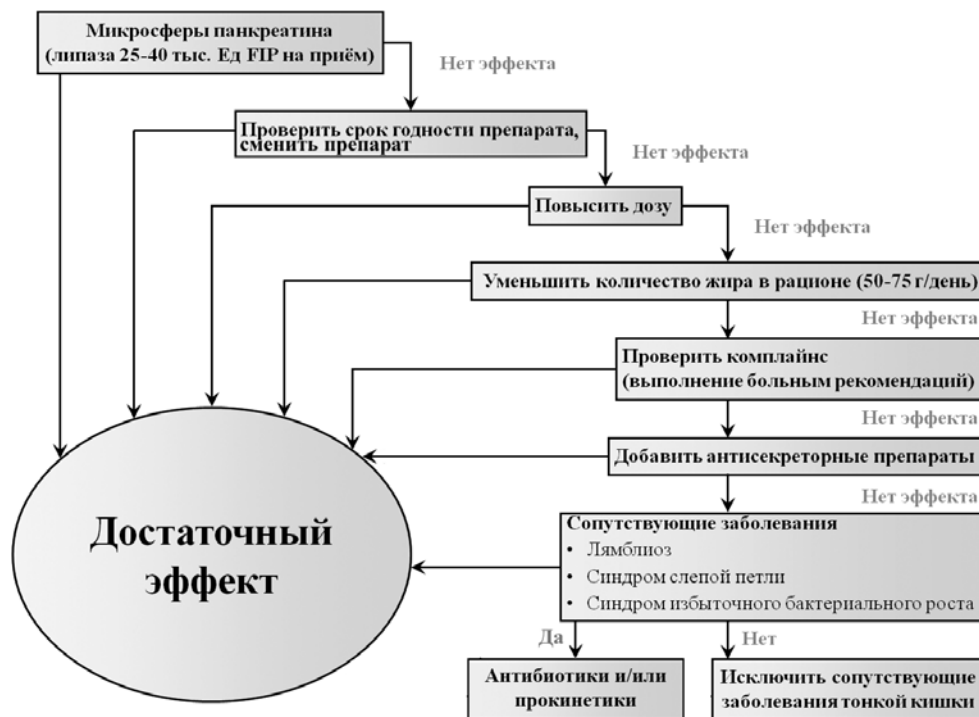 Микросферы панкреатина
(липаза 25-40 тыс. Ед FIP на приём)
Нет эффекта
Проверить срок годности препарата,
сменить препарат
Нет эффекта
Повысить дозу
Нет эффекта
Уменьшить количество жира в рационе (50-75 г/день)
Нет эффекта
Проверить комплайнс
(выполнение больным рекомендаций)
Нет эффекта
Добавить антисекреторные препараты
Нет эффекта
Сопутствующие заболевания
• Лямблиоз
• Синдром слепой петли
• Синдром избыточного бактериального роста
Достаточный
эффект
Да
Нет
Антибиотики и/или
прокинетики
Исключить сопутствующие
заболевания тонкой кишки